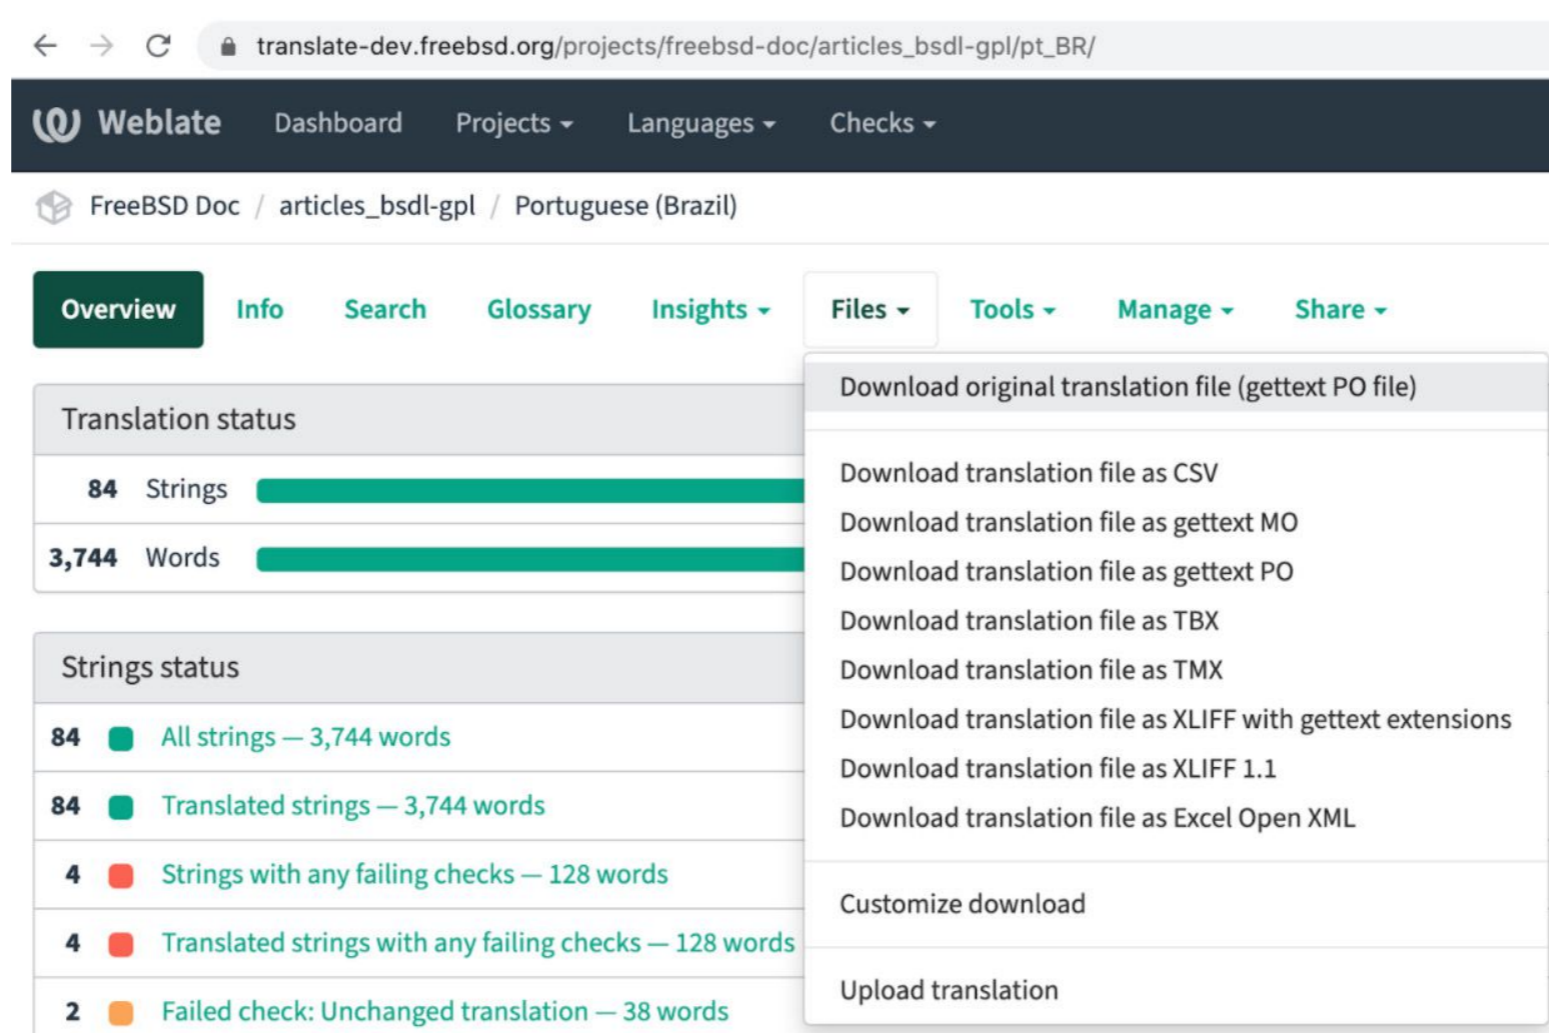 translate-dev.freebsd.org/projects/freebsd-doc/articles_bsdl-gpl/pt_BR/
Weblate Dashboard Projects Languages Checks
FreeBSD Doc / articles_bsdl-gpl / Portuguese (Brazil)
Overview Info Search Glossary Insights Files Tools Manage Share
Translation status
84 Strings
3,744 Words
Strings status
84 All strings — 3,744 words
84 Translated strings — 3,744 words
4 Strings with any failing checks — 128 words
4 Translated strings with any failing checks — 128 words
2 Failed check: Unchanged translation — 38 words
Download original translation file (gettext PO file)
Download translation file as CSV
Download translation file as gettext MO
Download translation file as gettext PO
Download translation file as TBX
Download translation file as TMX
Download translation file as XLIFF with gettext extensions
Download translation file as XLIFF 1.1
Download translation file as Excel Open XML
Customize download
Upload translation